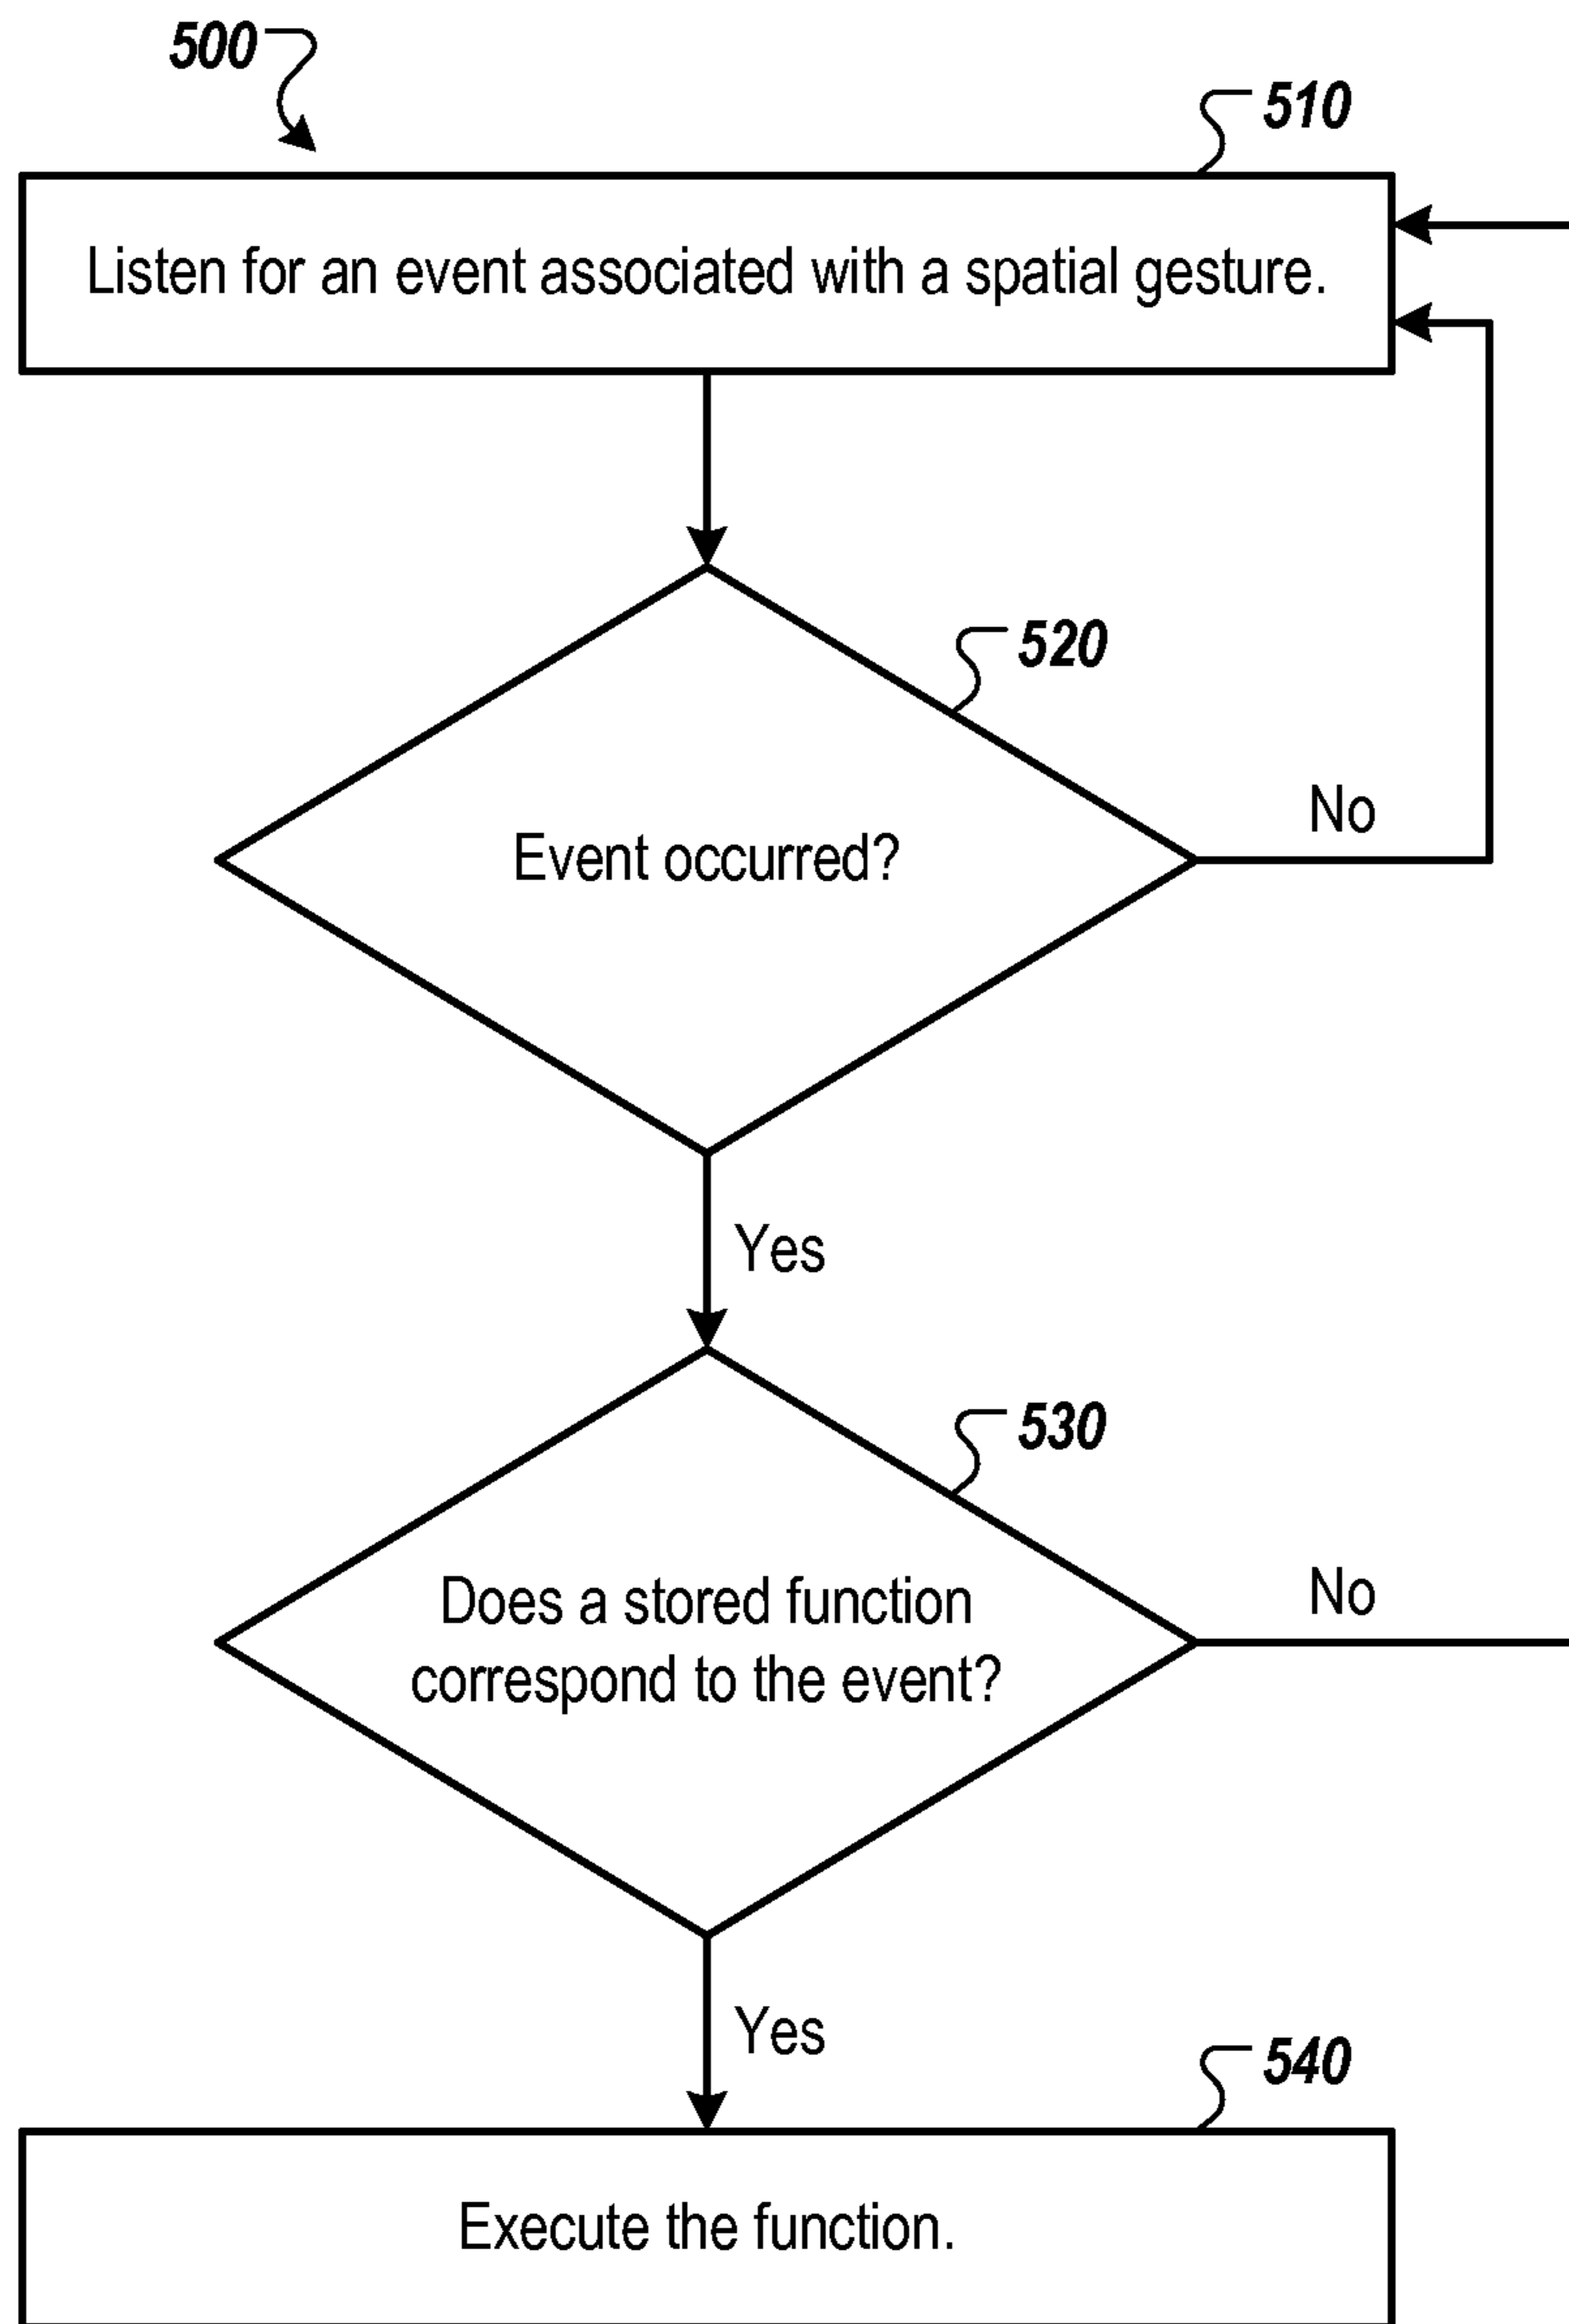 500
510
Listen for an event associated with a spatial gesture.
520
Event occurred?
No
Yes
530
Does a stored function
correspond to the event?
No
Yes
540
Execute the function.